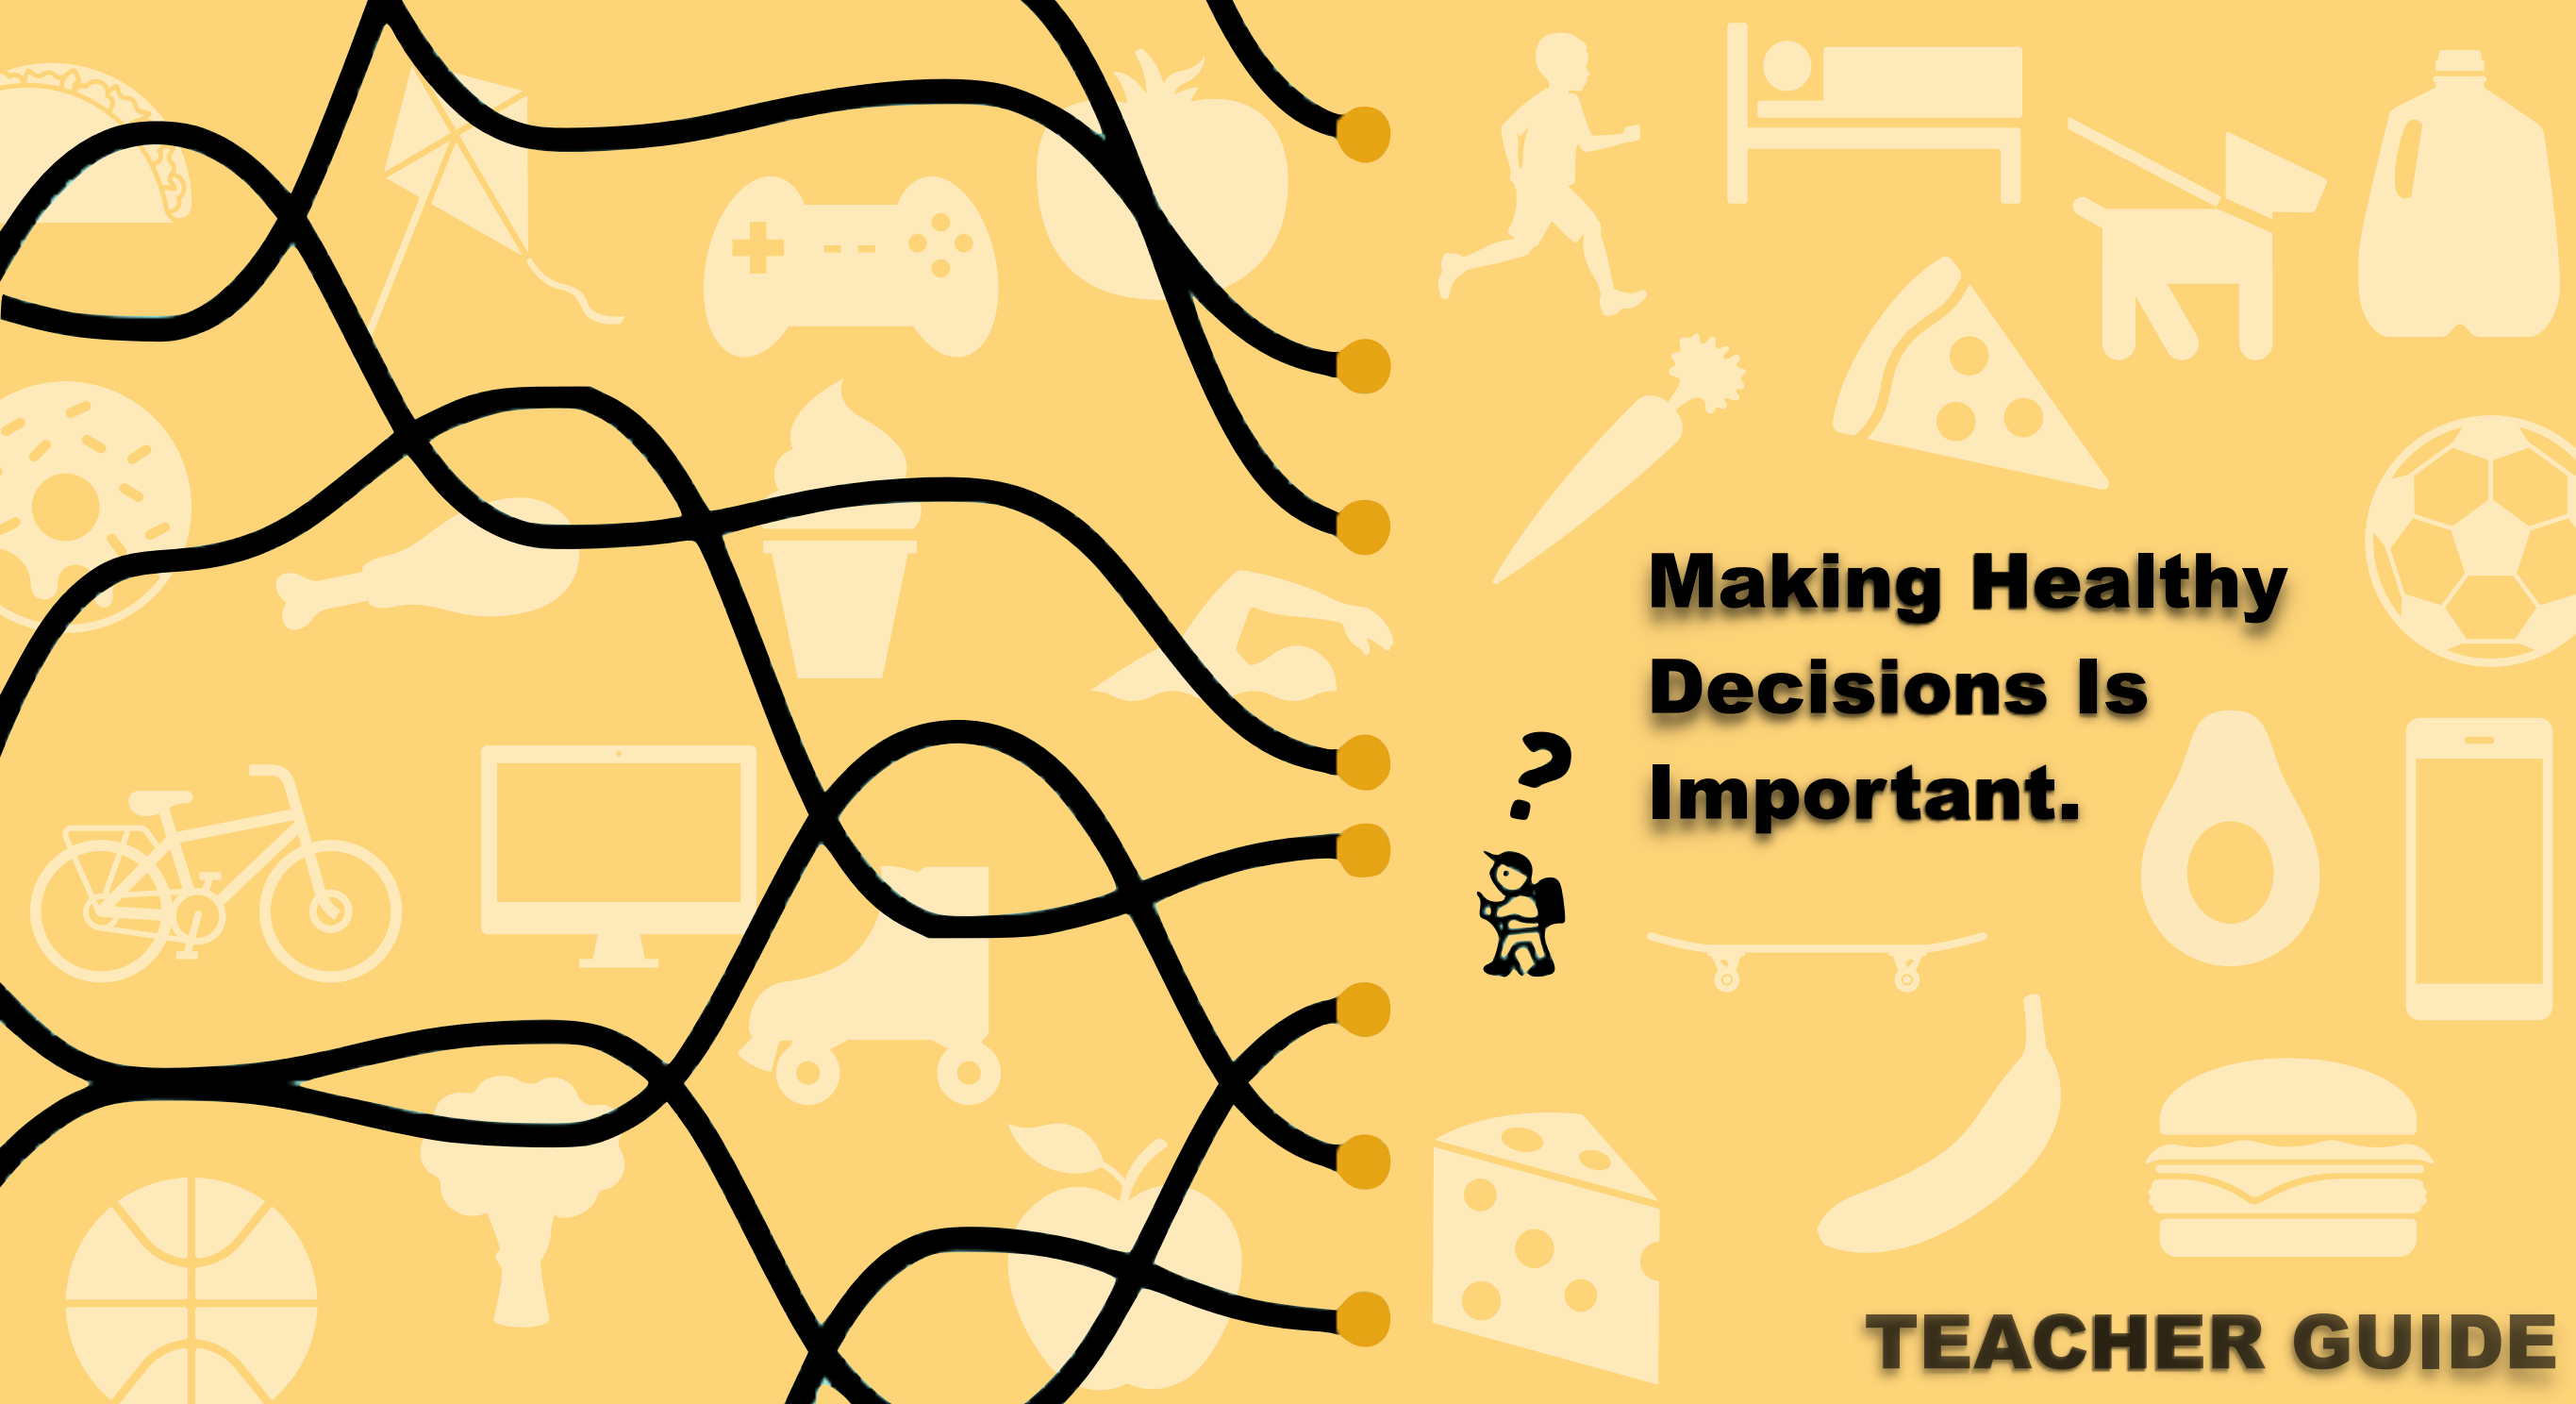 Making Healthy
Decisions Is
Important.
?
TEACHER GUIDE